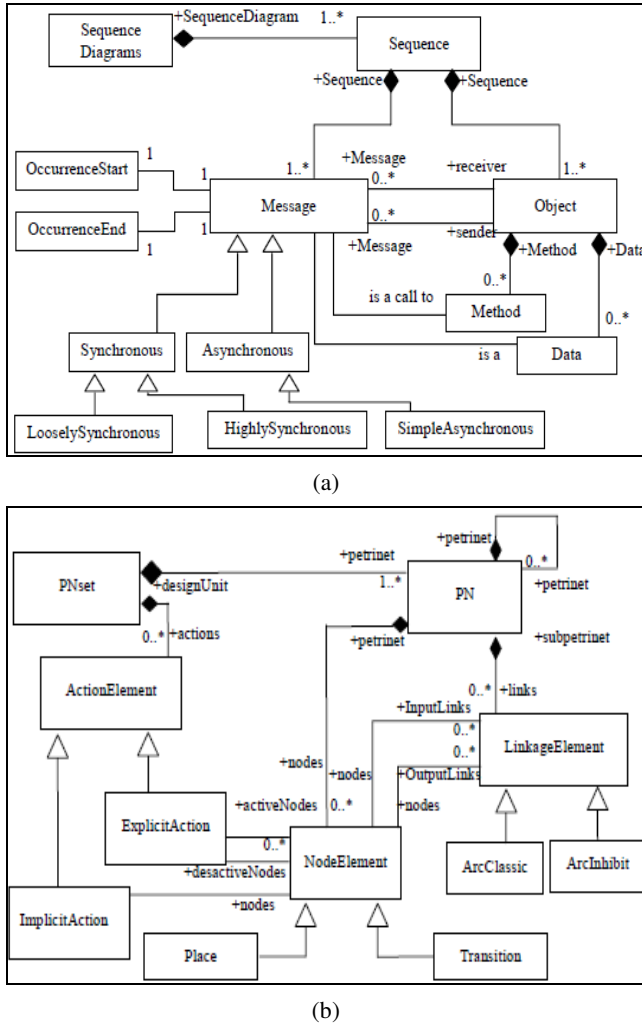 +SequenceDiagram 1..*
Sequence
Diagrams
Sequence
+Sequence +Sequence
1 1..* +Message +receiver 1..*
OccurrenceStart 1 0..*
Message Object
OccurrenceEnd 1 0..*
1 +Message +sender +Method +Data
0..*
is a call to Method 0..*
Synchronous Asynchronous is a Data
LooselySynchronous HighlySynchronous SimpleAsynchronous
(a)
+petrinet
PNset +petrinet 0..*
+designUnit 1..* PN +petrinet
0..* +actions +petrinet +subpetrinet
ActionElement 0..* +links
+InputLinks
0..*
0..* LinkageElement
+nodes +nodes +OutputLinks
+activeNodes 0..* +nodes
ExplicitAction 0..*
+desactiveNodes NodeElement ArcClassic ArcInhibit
ImplicitAction +nodes
Place Transition
(b)